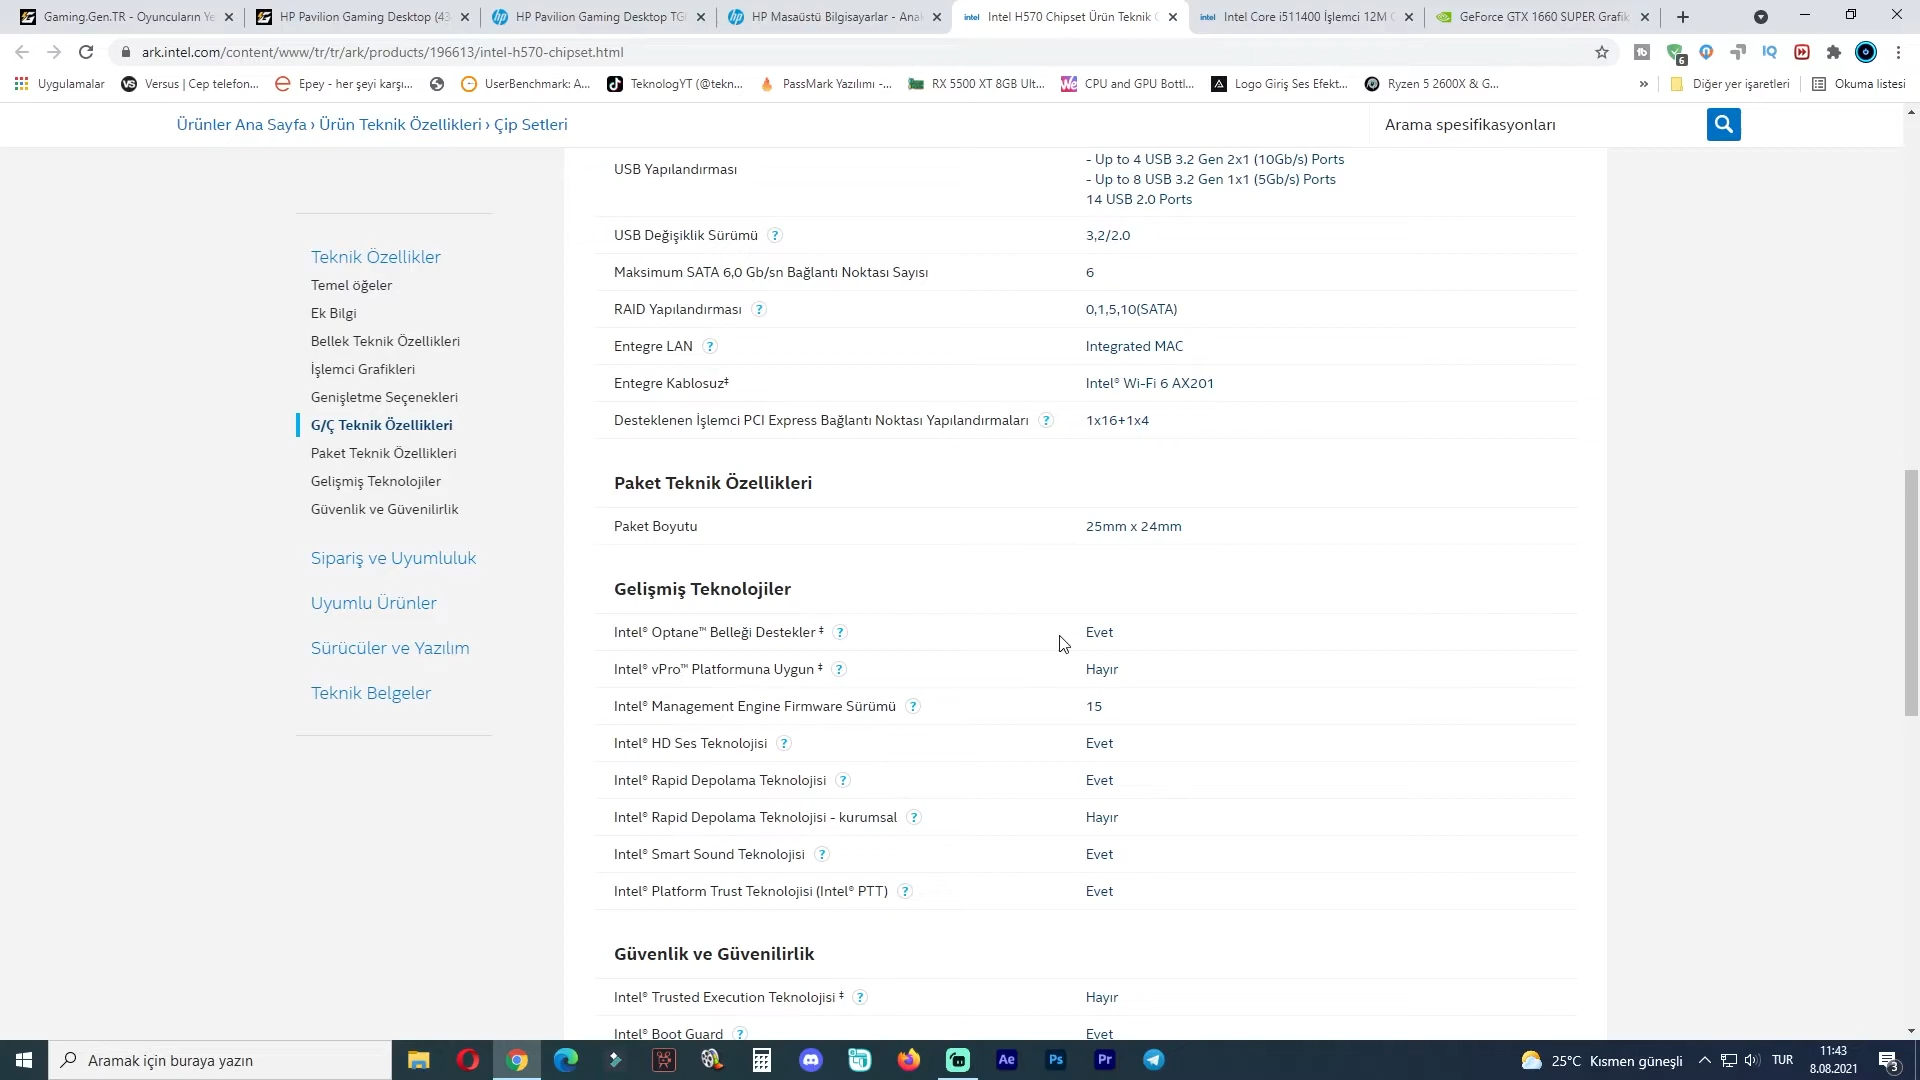 Gaming.Gen.TR - Oyuncuların Ye
HP Pavilion Gaming Desktop (43
HP Pavilion Gaming Desktop TG
HP Masaüstü Bilgisayarlar - Ana
Intel H570 Chipset Ürün Teknik
Intel Core i511400 İşlemci 12M
GeForce GTX 1660 SUPER Grafik
ark.intel.com/content/www/tr/tr/ark/products/196613/intel-h570-chipset.html
Uygulamalar
Versus | Cep telefon...
Epey - her şeyi karşı...
UserBenchmark: A...
TeknologYT (@tekn...
PassMark Yazılımı -...
RX 5500 XT 8GB Ult...
CPU and GPU Bottl...
Logo Giriş Ses Efekt...
Ryzen 5 2600X & G...
»
Diğer yer işaretleri
Okuma listesi
Ürünler Ana Sayfa › Ürün Teknik Özellikleri › Çip Setleri
Arama spesifikasyonları
Teknik Özellikler
Temel öğeler
Ek Bilgi
Bellek Teknik Özellikleri
İşlemci Grafikleri
Genişletme Seçenekleri
G/Ç Teknik Özellikleri
Paket Teknik Özellikleri
Gelişmiş Teknolojiler
Güvenlik ve Güvenilirlik
Sipariş ve Uyumluluk
Uyumlu Ürünler
Sürücüler ve Yazılım
Teknik Belgeler
USB Yapılandırması
- Up to 4 USB 3.2 Gen 2x1 (10Gb/s) Ports
- Up to 8 USB 3.2 Gen 1x1 (5Gb/s) Ports
14 USB 2.0 Ports
USB Değişiklik Sürümü ? 3,2/2.0
Maksimum SATA 6,0 Gb/sn Bağlantı Noktası Sayısı 6
RAID Yapılandırması ? 0,1,5,10(SATA)
Entegre LAN ? Integrated MAC
Entegre Kablosuz‡ Intel® Wi-Fi 6 AX201
Desteklenen İşlemci PCI Express Bağlantı Noktası Yapılandırmaları ? 1x16+1x4
Paket Teknik Özellikleri
Paket Boyutu 25mm x 24mm
Gelişmiş Teknolojiler
Intel® Optane™ Belleği Destekler ‡ ? Evet
Intel® vPro™ Platformuna Uygun ‡ ? Hayır
Intel® Management Engine Firmware Sürümü ? 15
Intel® HD Ses Teknolojisi ? Evet
Intel® Rapid Depolama Teknolojisi ? Evet
Intel® Rapid Depolama Teknolojisi - kurumsal ? Hayır
Intel® Smart Sound Teknolojisi ? Evet
Intel® Platform Trust Teknolojisi (Intel® PTT) ? Evet
Güvenlik ve Güvenilirlik
Intel® Trusted Execution Teknolojisi ‡ ? Hayır
Intel® Boot Guard ? Evet
Aramak için buraya yazın
Ae
Ps
Pr
25°C Kısmen güneşli
TUR
11:43
8.08.2021
3